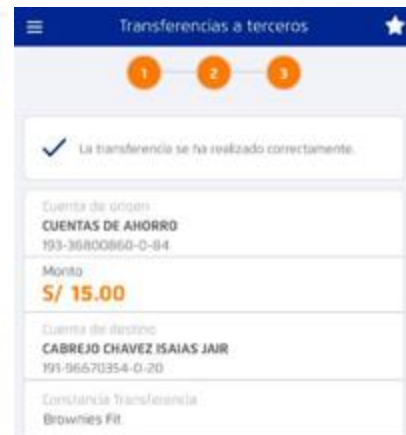 Transferencias a terceros
1 2 3
La transferencia se ha realizado correctamente.
Cuenta de origen
CUENTAS DE AHORRO
193-36800860-0-84
Monto
S/ 15.00
Cuenta de destino
CABREJO CHAVEZ ISAIAS JAIR
191-96670354-0-20
Constancia Transferencia
Brownies Fit